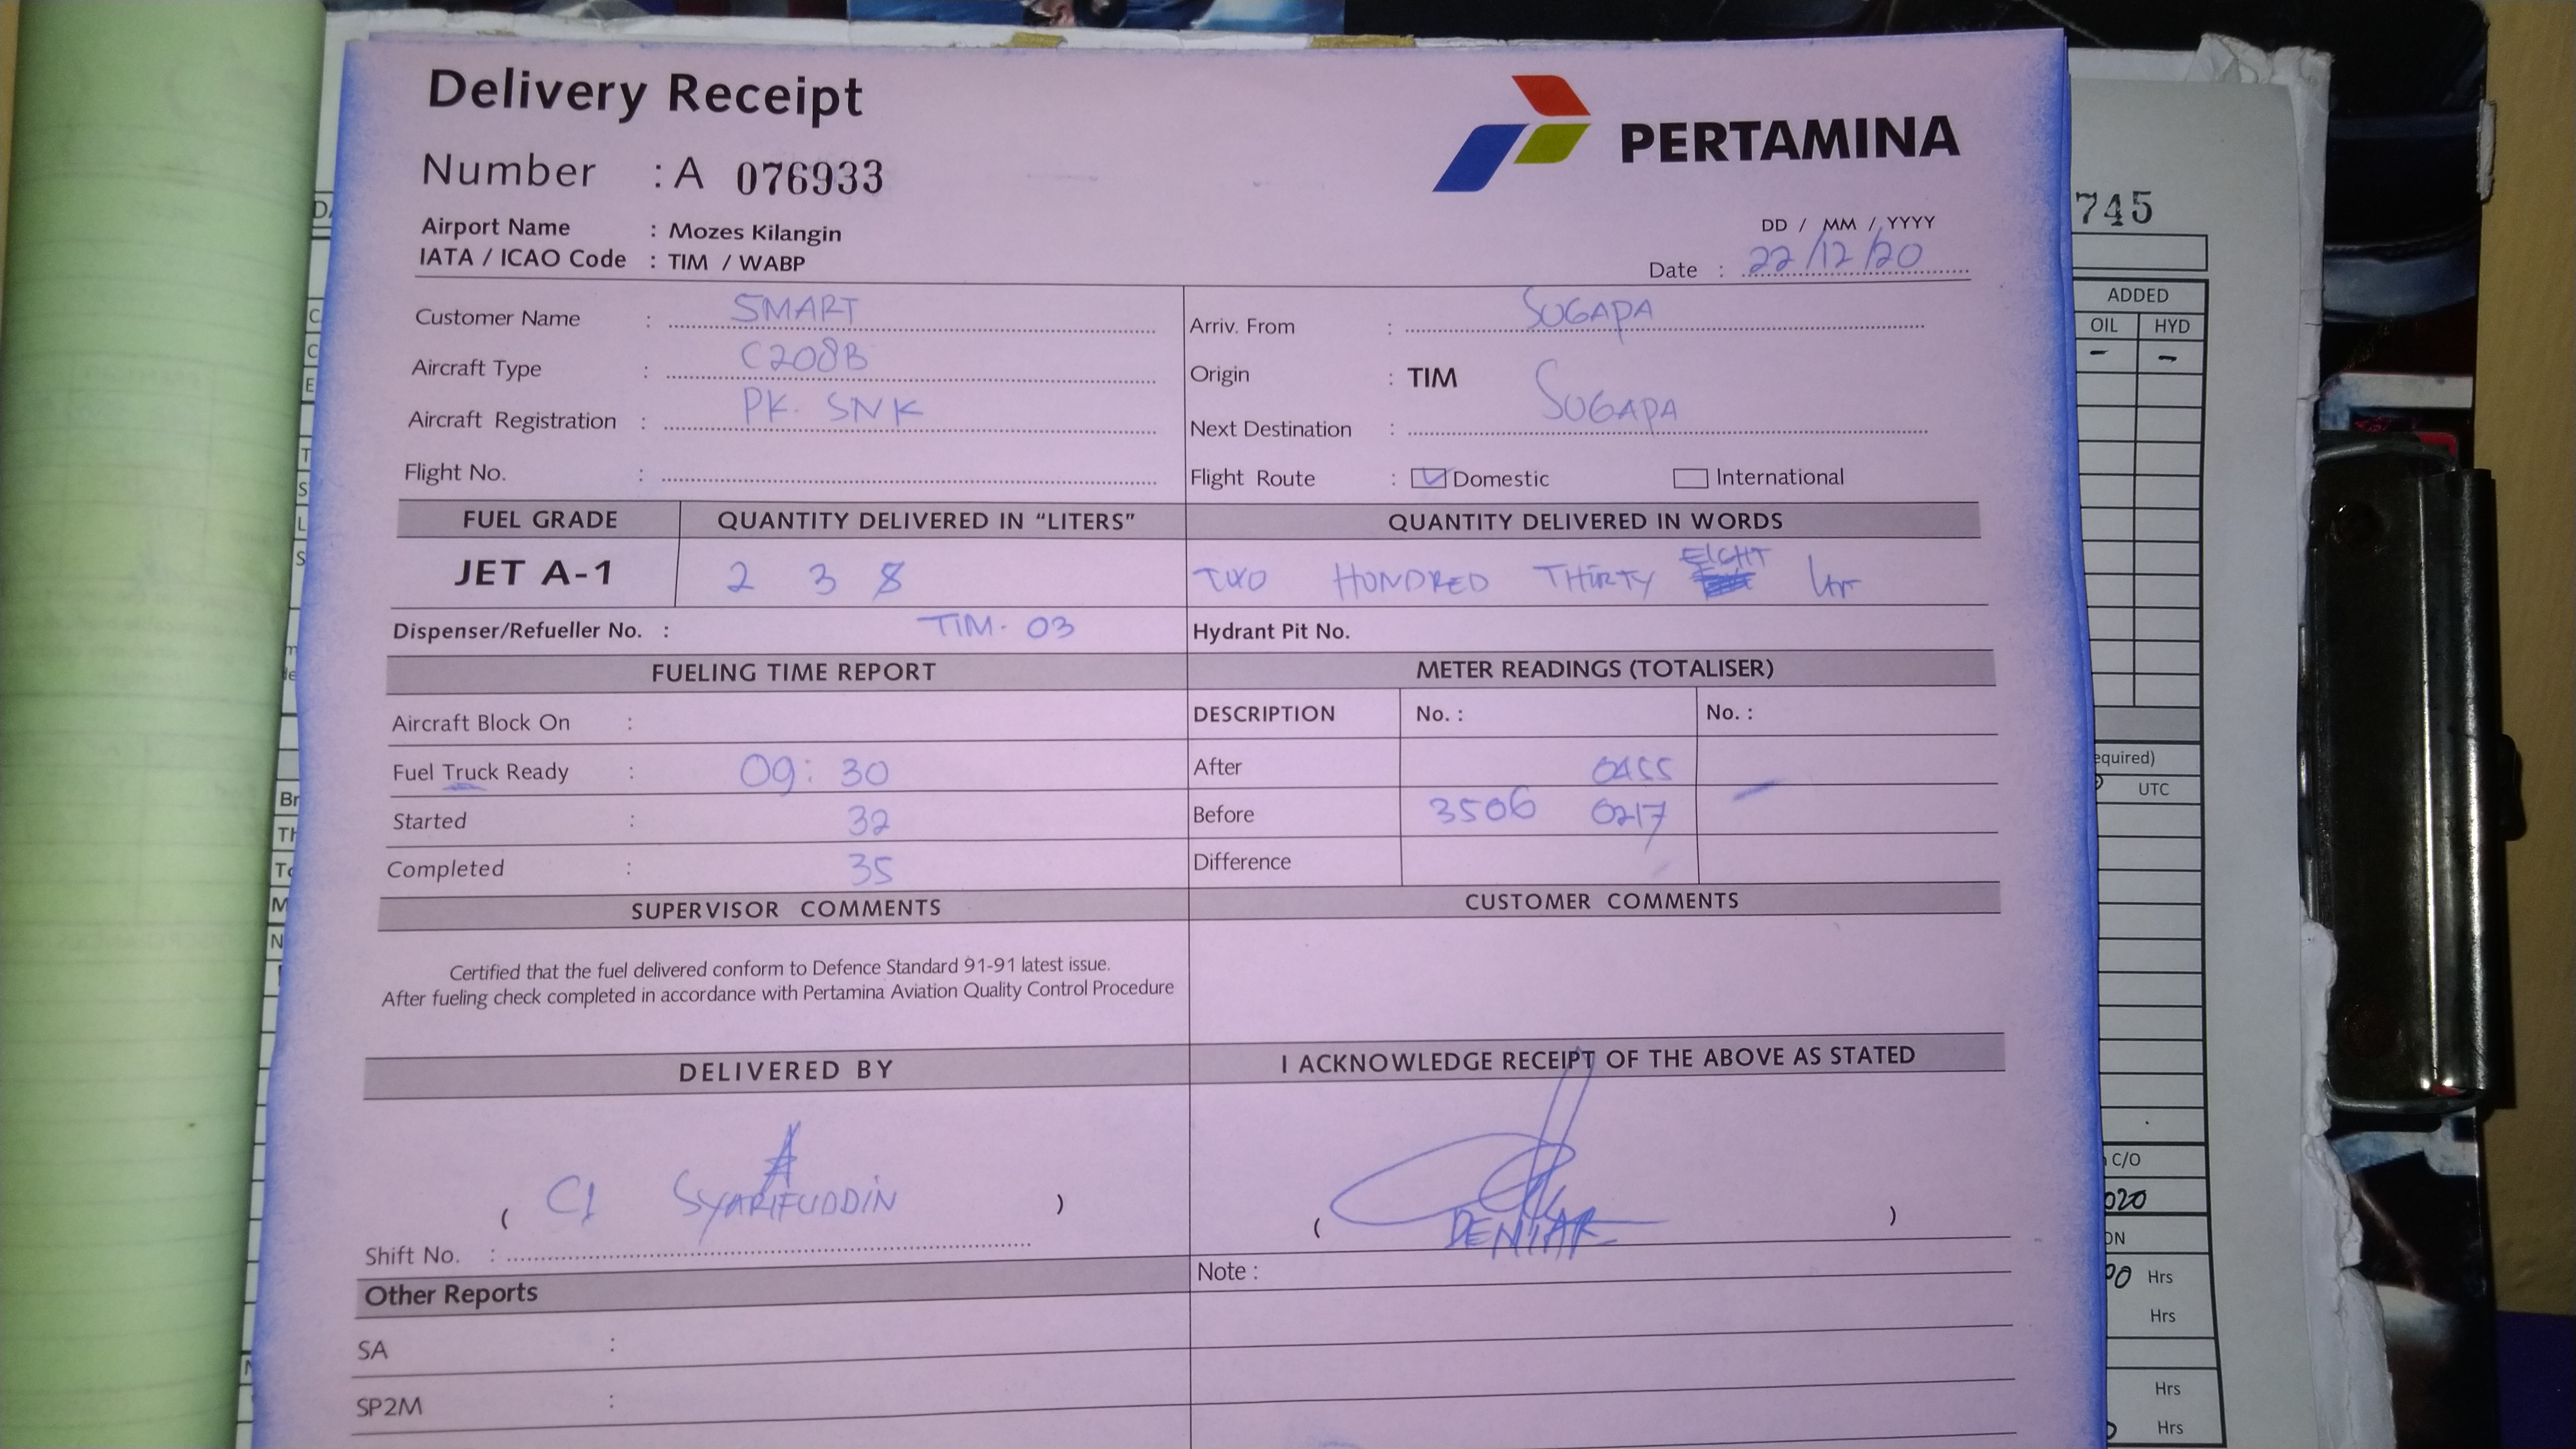 Delivery Receipt
PERTAMINA
Number : A 076933
745
Airport Name : Mozes Kilangin
DD / MM / YYYY
IATA / ICAO Code : TIM / WABP
Date : 22/12/20
Customer Name : SMART
Arriv. From : SUGAPA
Aircraft Type : C208B
Origin : TIM
Aircraft Registration : PK. SNK
Next Destination : SUGAPA
Flight No. :
Flight Route : Domestic International
FUEL GRADE QUANTITY DELIVERED IN "LITERS" QUANTITY DELIVERED IN WORDS
JET A-1 2 3 8 TWO HUNDRED THIRTY EIGHT Ltr
Dispenser/Refueller No. : TIM- 03 Hydrant Pit No.
FUELING TIME REPORT METER READINGS (TOTALISER)
Aircraft Block On : DESCRIPTION No. : No. :
Fuel Truck Ready : 09:30 After 0455
Started : 32 Before 3506 0217 -
Completed : 35 Difference
SUPERVISOR COMMENTS CUSTOMER COMMENTS
Certified that the fuel delivered conform to Defence Standard 91-91 latest issue.
After fueling check completed in accordance with Pertamina Aviation Quality Control Procedure
DELIVERED BY I ACKNOWLEDGE RECEIPT OF THE ABOVE AS STATED
( C1 SYARIFUDDIN ) ( )
Shift No. :
Note :
Other Reports
SA :
SP2M :
ADDED
OIL HYD
- -
UTC
C/O
020
Hrs
Hrs
Hrs
Hrs